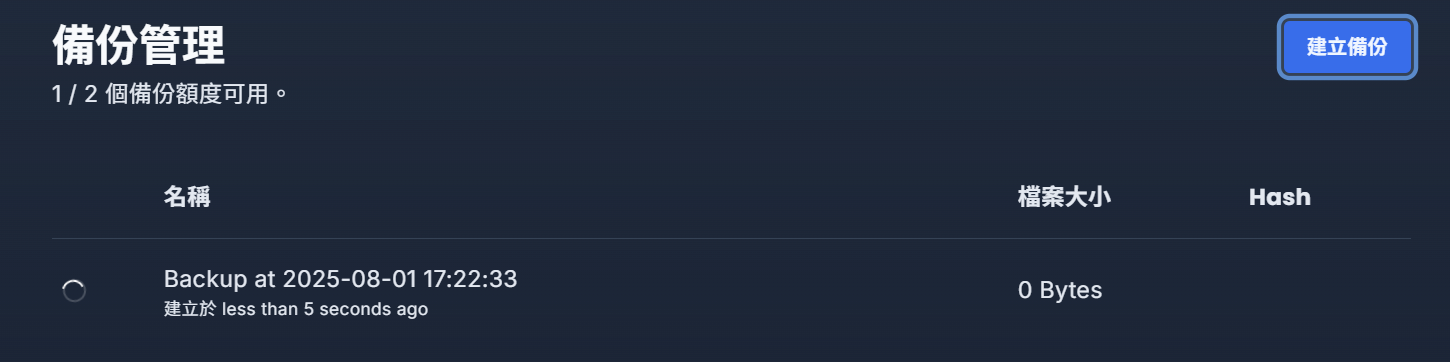 備份管理
建立備份
1 / 2 個備份額度可用。
名稱 檔案大小 Hash
Backup at 2025-08-01 17:22:33
0 Bytes
建立於 less than 5 seconds ago